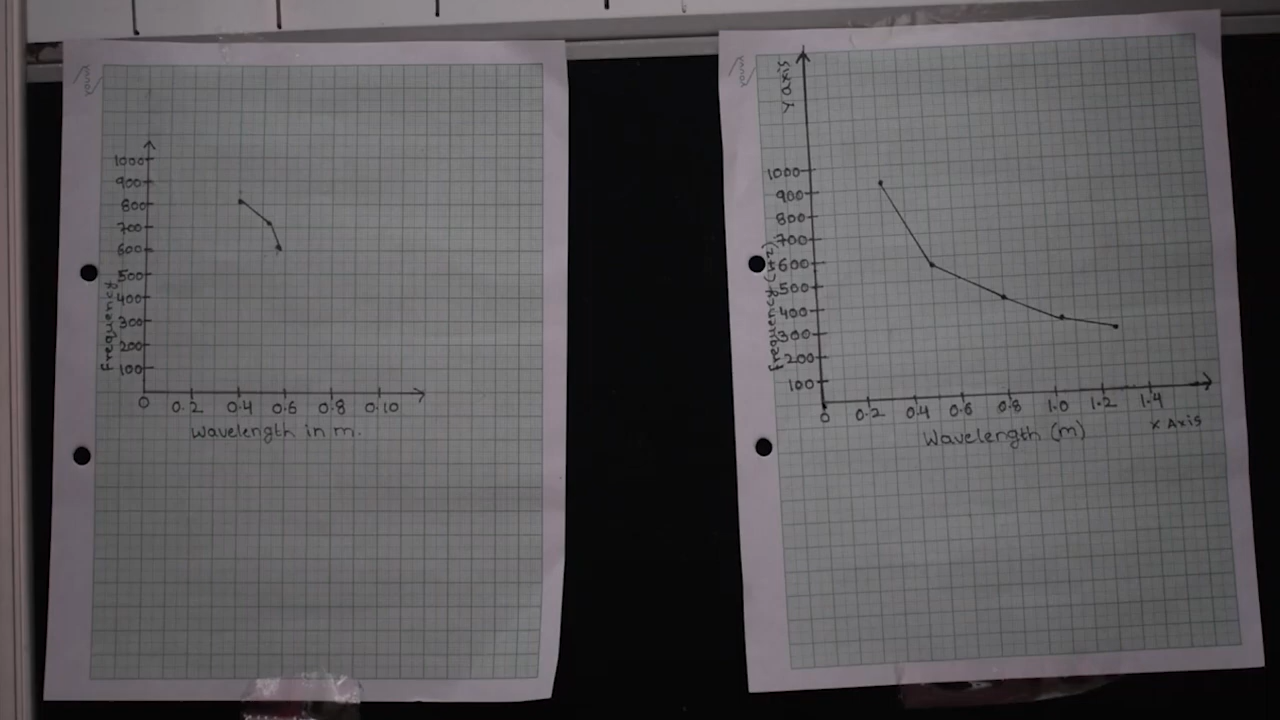 1000
900
800
700
600
500
400
300
200
100
Frequency
0 0.2 0.4 0.6 0.8 0.10
Wavelength in m.
Y Axis
1000
900
800
700
600
500
400
300
200
100
Frequency (Hz)
0 0.2 0.4 0.6 0.8 1.0 1.2 1.4
Wavelength (m)
X Axis